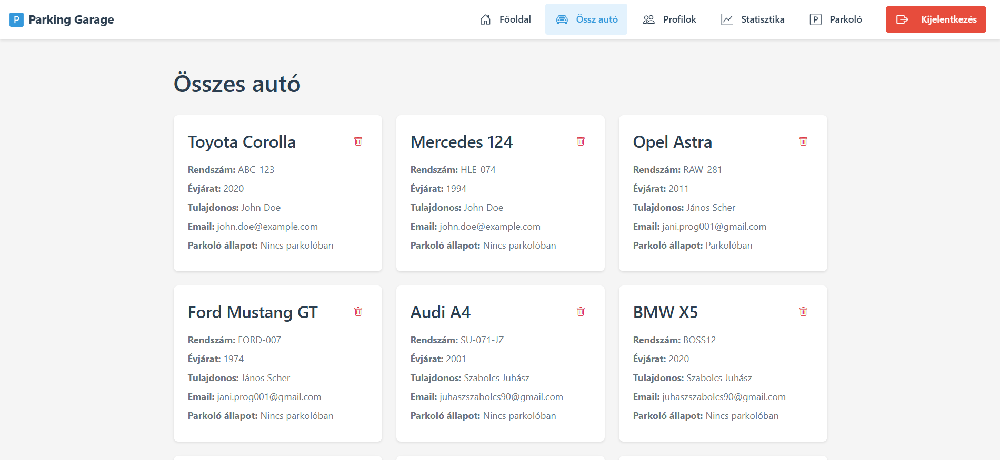 P Parking Garage Főoldal Össz autó Profilok Statisztika P Parkoló Kijelentkezés
Összes autó
Toyota Corolla
Rendszám: ABC-123
Évjárat: 2020
Tulajdonos: John Doe
Email: john.doe@example.com
Parkoló állapot: Nincs parkolóban
Mercedes 124
Rendszám: HLE-074
Évjárat: 1994
Tulajdonos: John Doe
Email: john.doe@example.com
Parkoló állapot: Nincs parkolóban
Opel Astra
Rendszám: RAW-281
Évjárat: 2011
Tulajdonos: János Scher
Email: jani.prog001@gmail.com
Parkoló állapot: Parkolóban
Ford Mustang GT
Rendszám: FORD-007
Évjárat: 1974
Tulajdonos: János Scher
Email: jani.prog001@gmail.com
Parkoló állapot: Nincs parkolóban
Audi A4
Rendszám: SU-071-JZ
Évjárat: 2001
Tulajdonos: Szabolcs Juhász
Email: juhaszszabolcs90@gmail.com
Parkoló állapot: Nincs parkolóban
BMW X5
Rendszám: BOSS12
Évjárat: 2020
Tulajdonos: Szabolcs Juhász
Email: juhaszszabolcs90@gmail.com
Parkoló állapot: Nincs parkolóban